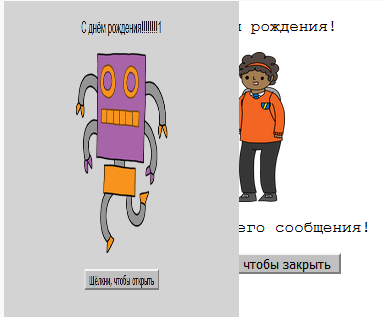 С днём рождения!!!!!!!!1
рождения!
его сообщения!
Щёлкни, чтобы открыть
чтобы закрыть